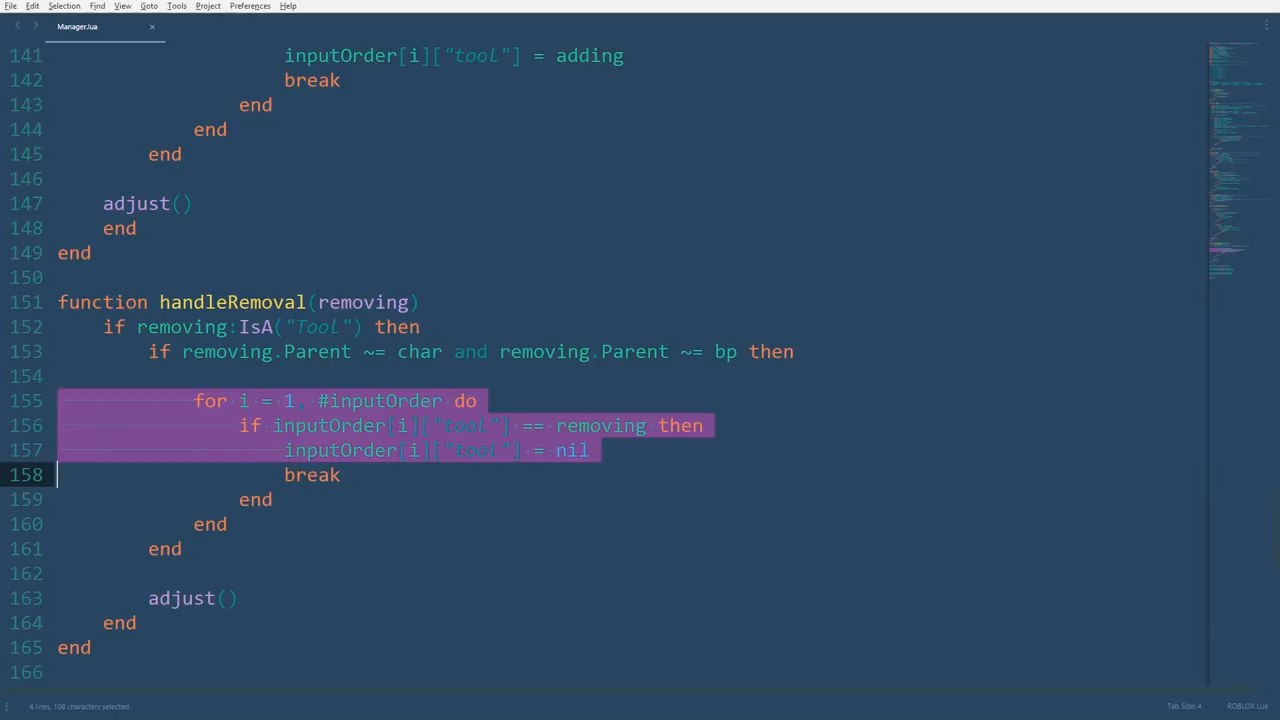 File Edit Selection Find View Goto Tools Project Preferences Help
Manager.lua ×
141 inputOrder[i]["tool"] = adding
142 break
143 end
144 end
145 end
146
147 adjust()
148 end
149 end
150
151 function handleRemoval(removing)
152 if removing:IsA("Tool") then
153 if removing.Parent ~= char and removing.Parent ~= bp then
154
155 for i = 1, #inputOrder do
156 if inputOrder[i]["tool"] == removing then
157 inputOrder[i]["tool"] = nil
158 break
159 end
160 end
161 end
162
163 adjust()
164 end
165 end
166
4 lines, 108 characters selected Tab Size: 4 ROBLOX Lua